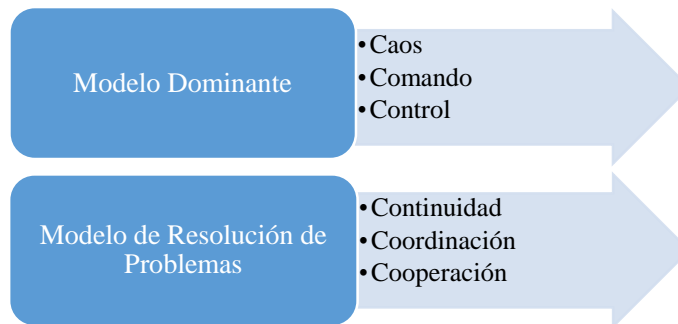 Modelo Dominante
•Caos
•Comando
•Control
Modelo de Resolución de
Problemas
•Continuidad
•Coordinación
•Cooperación